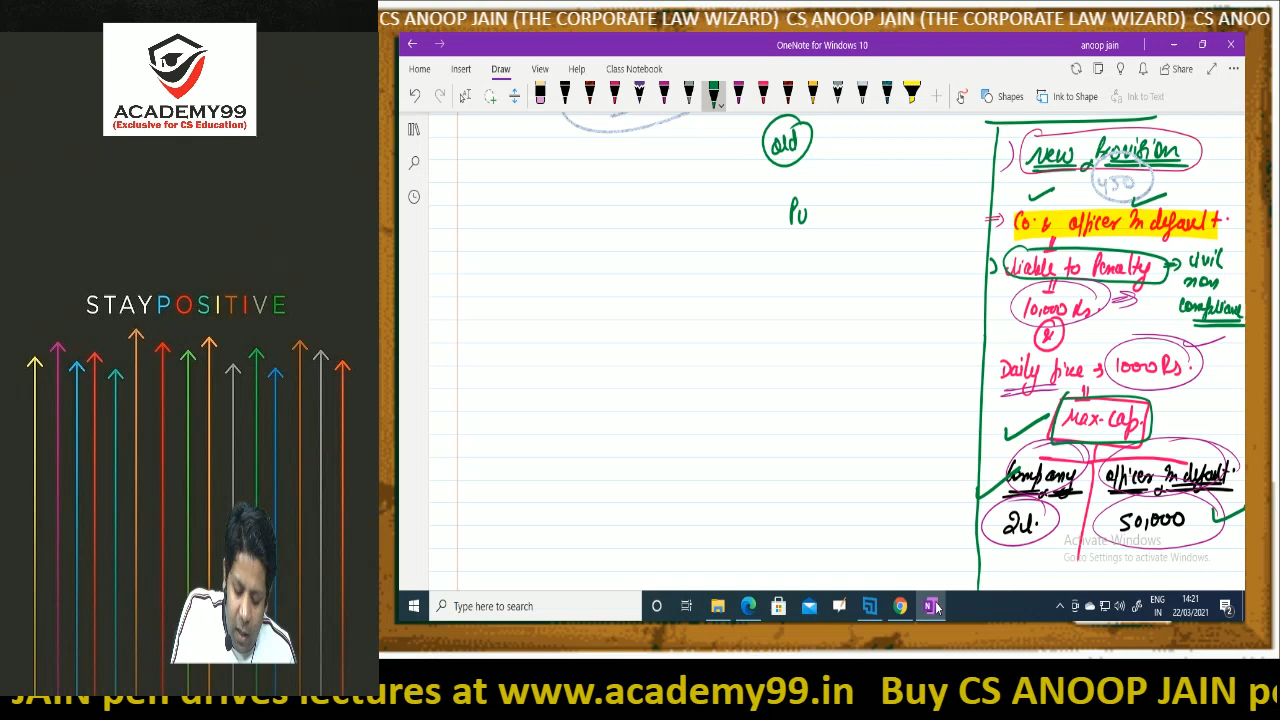 CS ANOOP JAIN (THE CORPORATE LAW WIZARD) CS ANOOP JAIN (THE CORPORATE LAW WIZARD) CS ANOO
ACADEMY99
(Exclusive for CS Education)
STAYPOSITIVE
OneNote for Windows 10
anoop jain
Home Insert Draw View Help Class Notebook
Share
Shapes Ink to Shape Ink to Text
old
Pu
New Provision
450
⇒ Co. & officer in default.
liable to Penalty → civil
non
compliance
10,000 Rs.
&
Daily fine → 1000 Rs.
Max. Cap.
Company officer in default.
2L. 50,000
Activate Windows
Go to Settings to activate Windows.
Type here to search
ENG
IN
14:21
22/03/2021
2
JAIN pen drives lectures at www.academy99.in Buy CS ANOOP JAIN pe